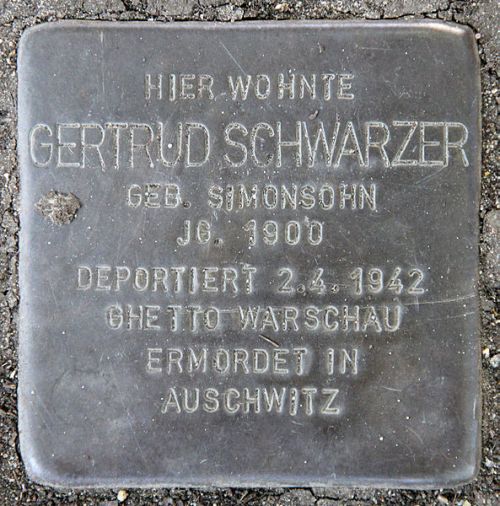 HIER WOHNTE
GERTRUD SCHWARZER
GEB. SIMONSOHN
JG. 1900
DEPORTIERT 2.4.1942
GHETTO WARSCHAU
ERMORDET IN
AUSCHWITZ